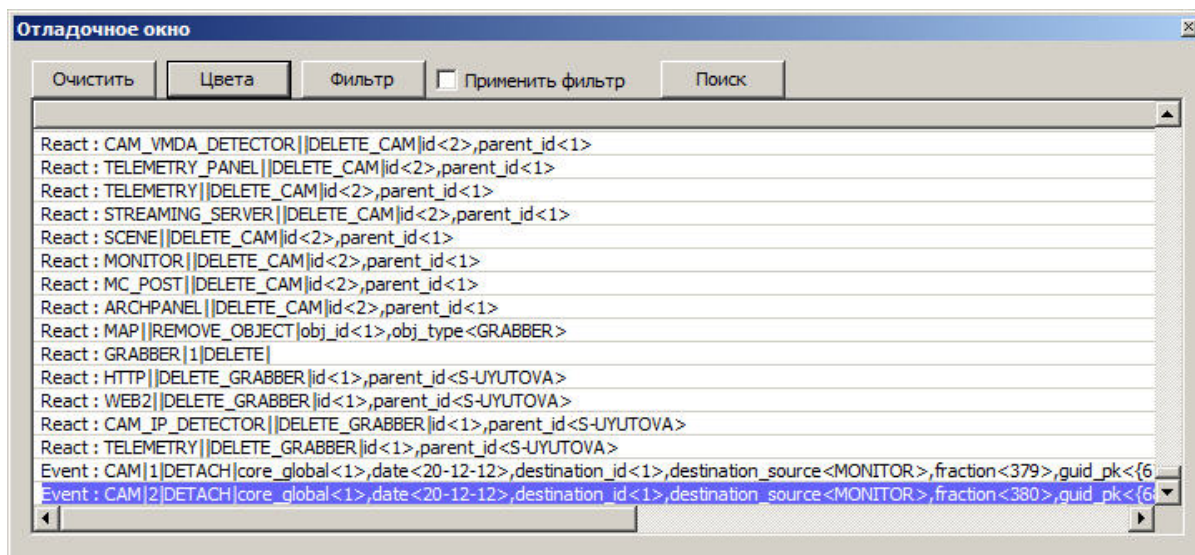 Отладочное окно
Очистить Цвета Фильтр Применить фильтр Поиск
React : CAM_VMDA_DETECTOR||DELETE_CAM|id<2>,parent_id<1>
React : TELEMETRY_PANEL||DELETE_CAM|id<2>,parent_id<1>
React : TELEMETRY||DELETE_CAM|id<2>,parent_id<1>
React : STREAMING_SERVER||DELETE_CAM|id<2>,parent_id<1>
React : SCENE||DELETE_CAM|id<2>,parent_id<1>
React : MONITOR||DELETE_CAM|id<2>,parent_id<1>
React : MC_POST||DELETE_CAM|id<2>,parent_id<1>
React : ARCHPANEL||DELETE_CAM|id<2>,parent_id<1>
React : MAP||REMOVE_OBJECT|obj_id<1>,obj_type<GRABBER>
React : GRABBER|1|DELETE|
React : HTTP||DELETE_GRABBER|id<1>,parent_id<S-UYUTOVA>
React : WEB2||DELETE_GRABBER|id<1>,parent_id<S-UYUTOVA>
React : CAM_IP_DETECTOR||DELETE_GRABBER|id<1>,parent_id<S-UYUTOVA>
React : TELEMETRY||DELETE_GRABBER|id<1>,parent_id<S-UYUTOVA>
Event : CAM|1|DETACH|core_global<1>,date<20-12-12>,destination_id<1>,destination_source<MONITOR>,fraction<379>,guid_pk<{6
Event : CAM|2|DETACH|core_global<1>,date<20-12-12>,destination_id<1>,destination_source<MONITOR>,fraction<380>,guid_pk<{6